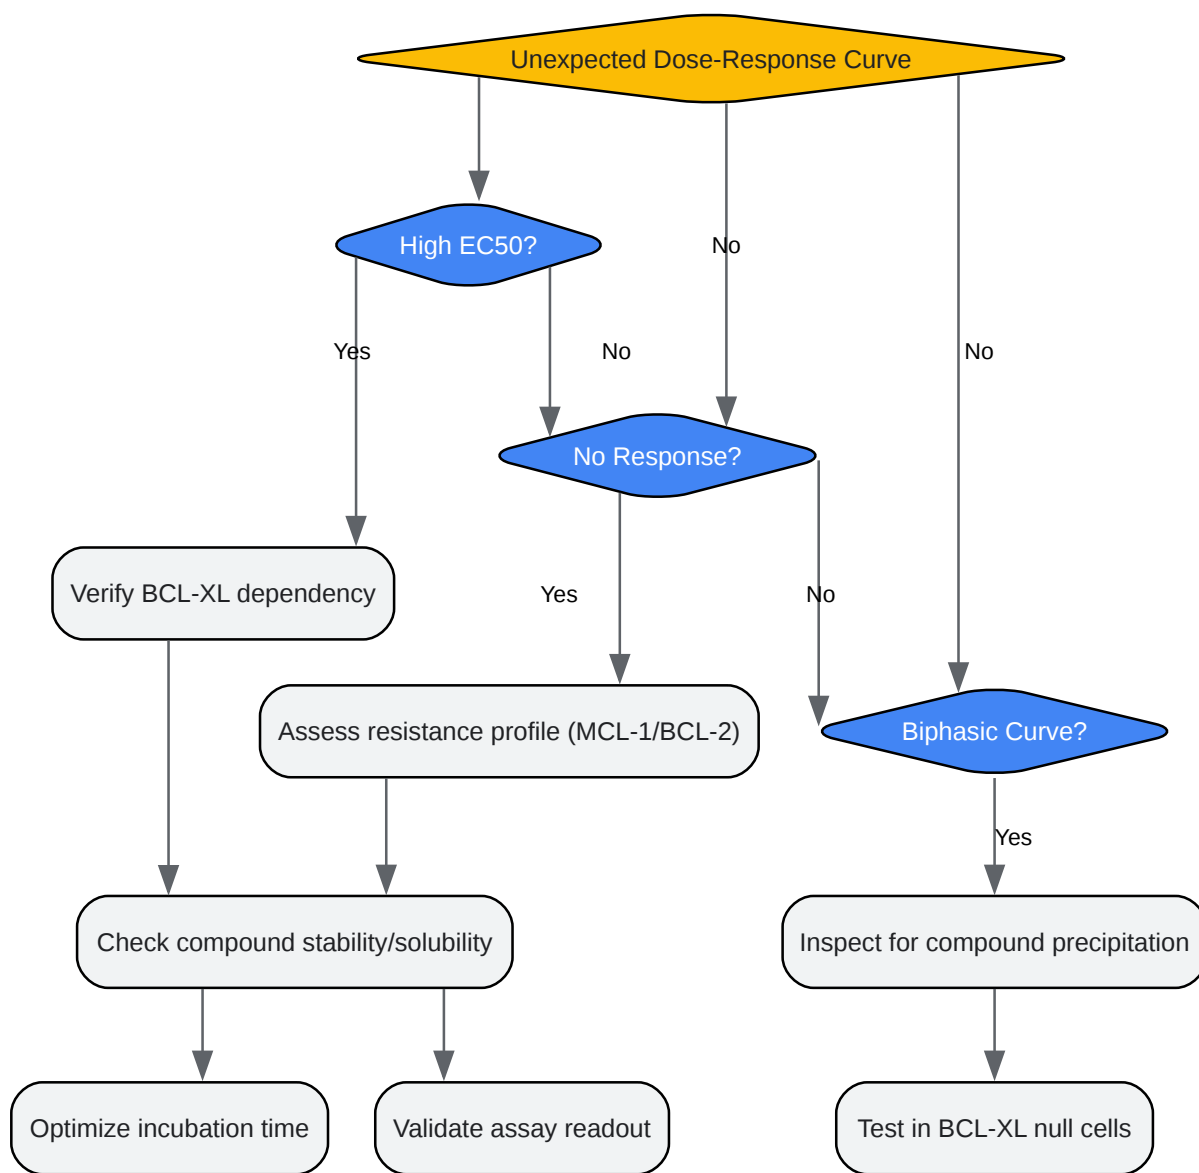 Unexpected Dose-Response Curve
High EC50?
No
Yes
No
No
No Response?
Verify BCL-XL dependency
Yes
No
Assess resistance profile (MCL-1/BCL-2)
Biphasic Curve?
Yes
Check compound stability/solubility
Inspect for compound precipitation
Optimize incubation time
Validate assay readout
Test in BCL-XL null cells